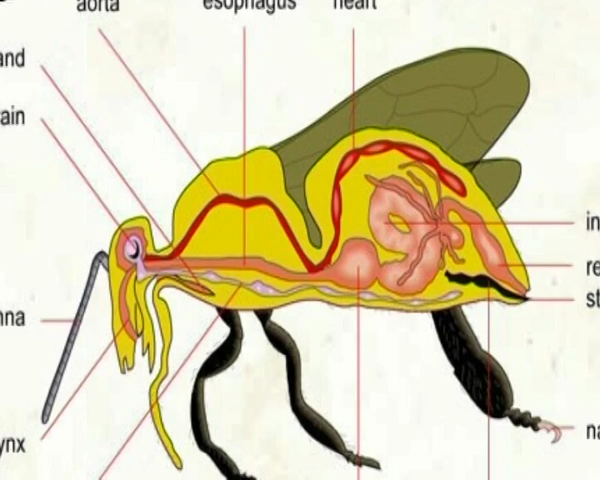 aorta
esophagus
heart
and
ain
in
re
st
nna
na
ynx